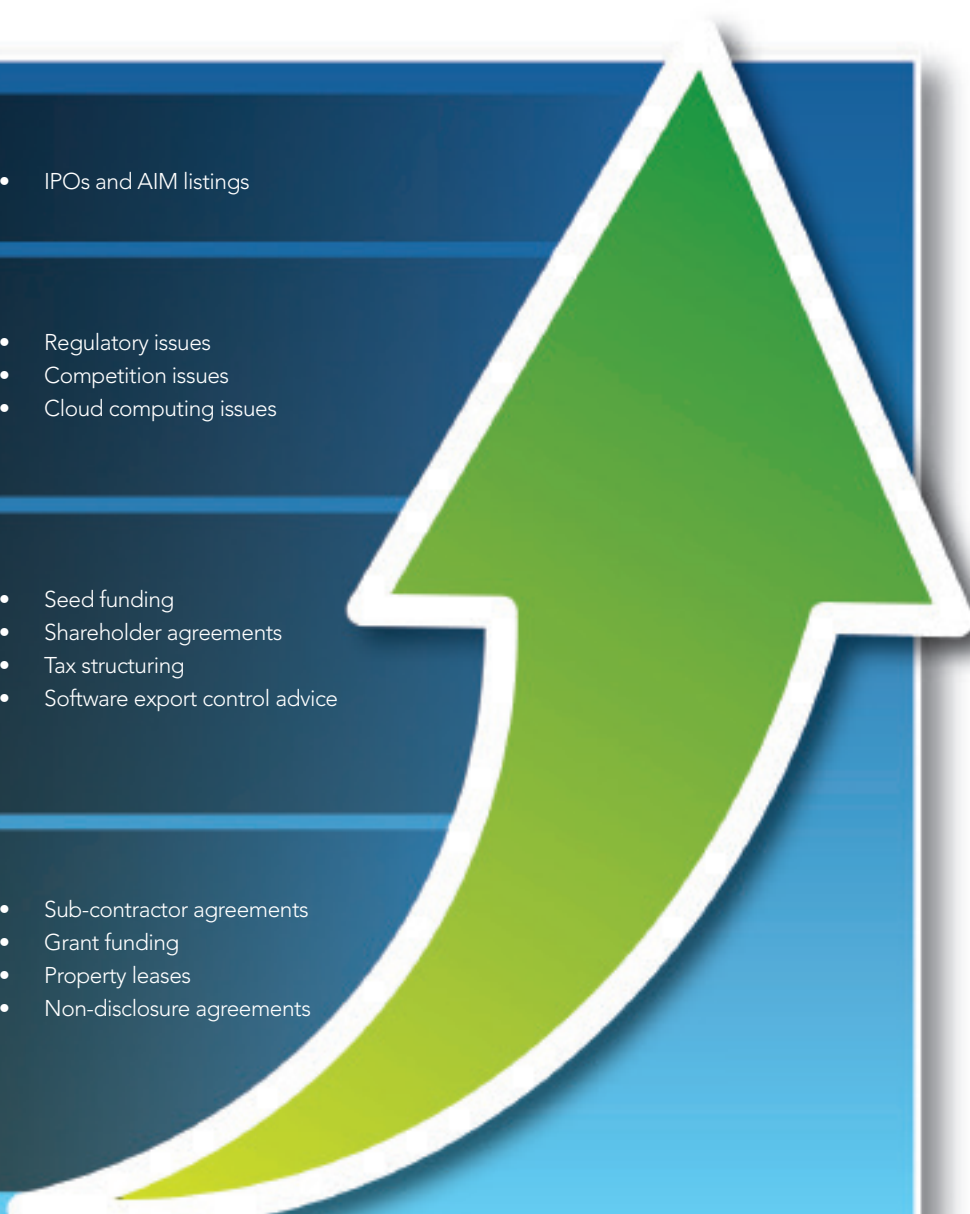 • IPOs and AIM listings
• Regulatory issues
• Competition issues
• Cloud computing issues
• Seed funding
• Shareholder agreements
• Tax structuring
• Software export control advice
• Sub-contractor agreements
• Grant funding
• Property leases
• Non-disclosure agreements